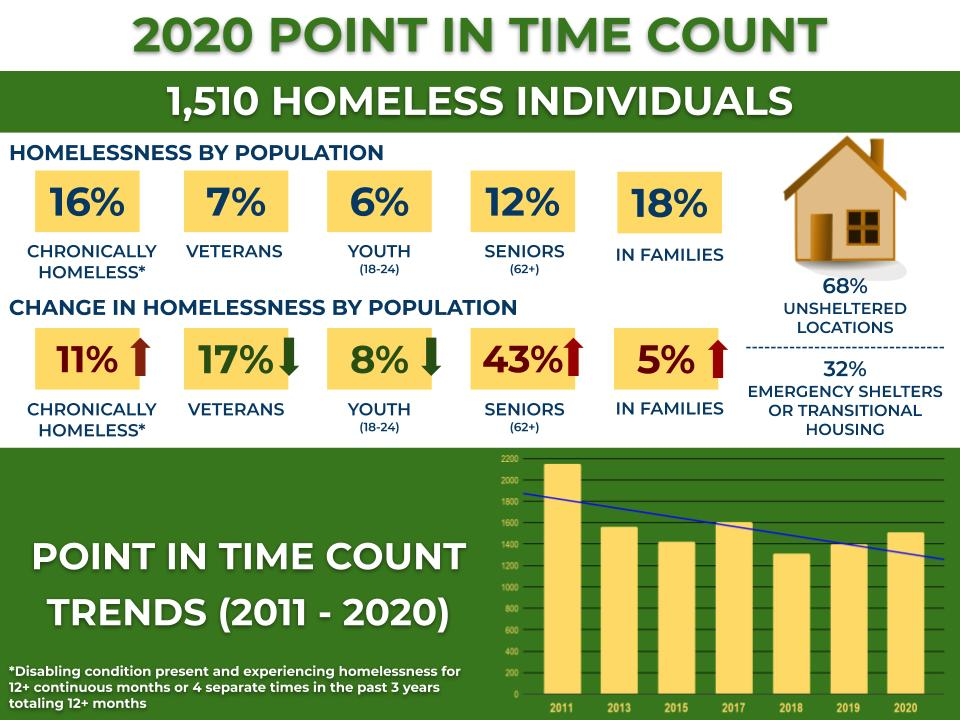 2020 POINT IN TIME COUNT
1,510 HOMELESS INDIVIDUALS
HOMELESSNESS BY POPULATION
16%
CHRONICALLY
HOMELESS*
7%
VETERANS
6%
YOUTH
(18-24)
12%
SENIORS
(62+)
18%
IN FAMILIES
CHANGE IN HOMELESSNESS BY POPULATION
11%
CHRONICALLY
HOMELESS*
17%
VETERANS
8%
YOUTH
(18-24)
43%
SENIORS
(62+)
5%
IN FAMILIES
68%
UNSHELTERED
LOCATIONS
32%
EMERGENCY SHELTERS
OR TRANSITIONAL
HOUSING
POINT IN TIME COUNT
TRENDS (2011 - 2020)
*Disabling condition present and experiencing homelessness for
12+ continuous months or 4 separate times in the past 3 years
totaling 12+ months
2200
2000
1800
1600
1400
1200
1000
800
600
400
200
0
2011 2013 2015 2017 2018 2019 2020